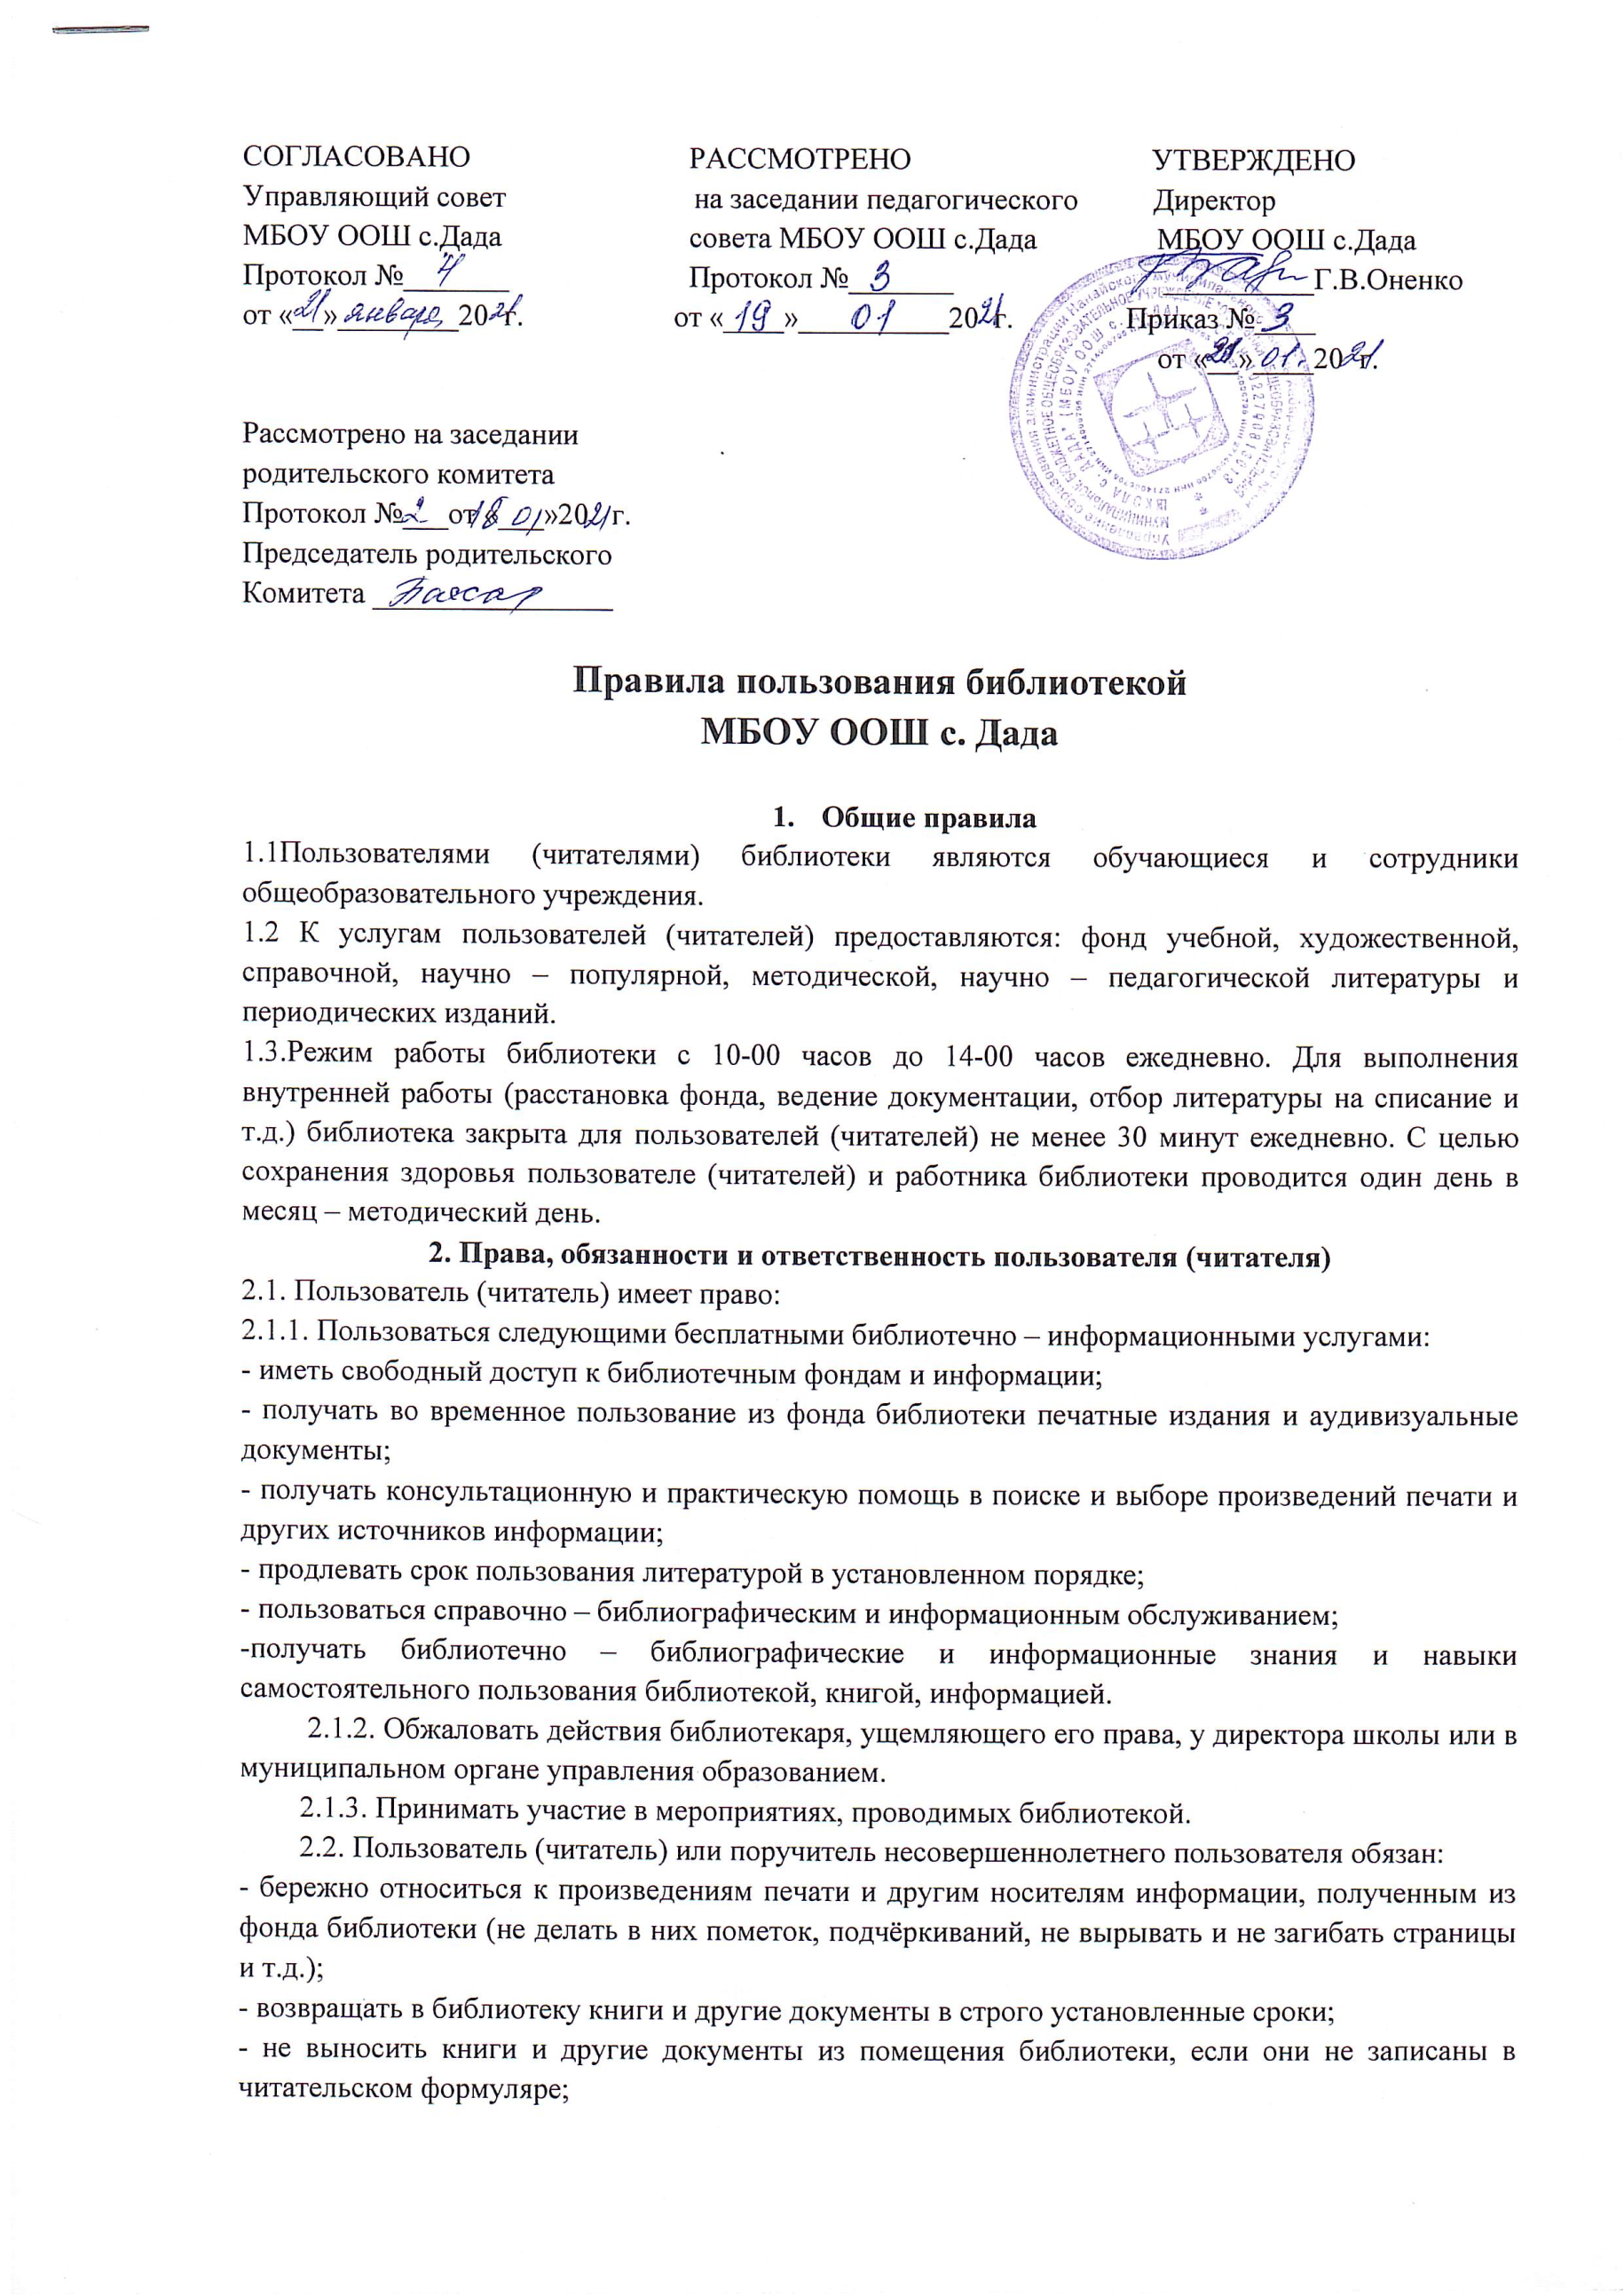 СОГЛАСОВАНО
Управляющий совет
МБОУ ООШ с.Дада
Протокол № 4
от «21» января 2021г.
РАССМОТРЕНО
на заседании педагогического
совета МБОУ ООШ с.Дада
Протокол № 3
от «19» 01 2021г.
УТВЕРЖДЕНО
Директор
МБОУ ООШ с.Дада
Г.В.Оненко
Приказ № 3
от «21» 01. 2021г.
Рассмотрено на заседании
родительского комитета
Протокол № 2 от «18 01»2021г.
Председатель родительского
Комитета
Правила пользования библиотекой
МБОУ ООШ с. Дада
1. Общие правила
1.1Пользователями (читателями) библиотеки являются обучающиеся и сотрудники
общеобразовательного учреждения.
1.2 К услугам пользователей (читателей) предоставляются: фонд учебной, художественной,
справочной, научно – популярной, методической, научно – педагогической литературы и
периодических изданий.
1.3.Режим работы библиотеки с 10-00 часов до 14-00 часов ежедневно. Для выполнения
внутренней работы (расстановка фонда, ведение документации, отбор литературы на списание и
т.д.) библиотека закрыта для пользователей (читателей) не менее 30 минут ежедневно. С целью
сохранения здоровья пользователе (читателей) и работника библиотеки проводится один день в
месяц – методический день.
2. Права, обязанности и ответственность пользователя (читателя)
2.1. Пользователь (читатель) имеет право:
2.1.1. Пользоваться следующими бесплатными библиотечно – информационными услугами:
- иметь свободный доступ к библиотечным фондам и информации;
- получать во временное пользование из фонда библиотеки печатные издания и аудивизуальные
документы;
- получать консультационную и практическую помощь в поиске и выборе произведений печати и
других источников информации;
- продлевать срок пользования литературой в установленном порядке;
- пользоваться справочно – библиографическим и информационным обслуживанием;
-получать библиотечно – библиографические и информационные знания и навыки
самостоятельного пользования библиотекой, книгой, информацией.
2.1.2. Обжаловать действия библиотекаря, ущемляющего его права, у директора школы или в
муниципальном органе управления образованием.
2.1.3. Принимать участие в мероприятиях, проводимых библиотекой.
2.2. Пользователь (читатель) или поручитель несовершеннолетнего пользователя обязан:
- бережно относиться к произведениям печати и другим носителям информации, полученным из
фонда библиотеки (не делать в них пометок, подчёркиваний, не вырывать и не загибать страницы
и т.д.);
- возвращать в библиотеку книги и другие документы в строго установленные сроки;
- не выносить книги и другие документы из помещения библиотеки, если они не записаны в
читательском формуляре;